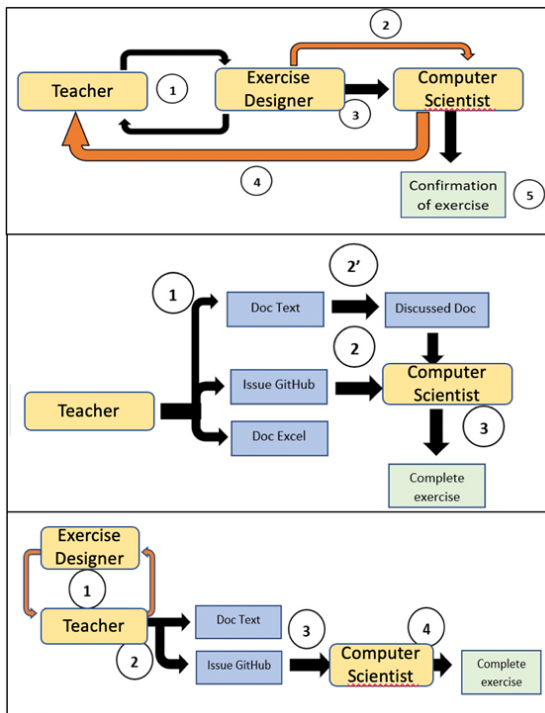 2
Teacher
1
Exercise
Designer
Computer
Scientist
3
4
Confirmation
of exercise
5
2’
1
Doc Text
Discussed Doc
2
Teacher
Issue GitHub
Computer
Scientist
Doc Excel
3
Complete
exercise
Exercise
Designer
1
Teacher
2
Doc Text
Issue GitHub
3
Computer
Scientist
4
Complete
exercise